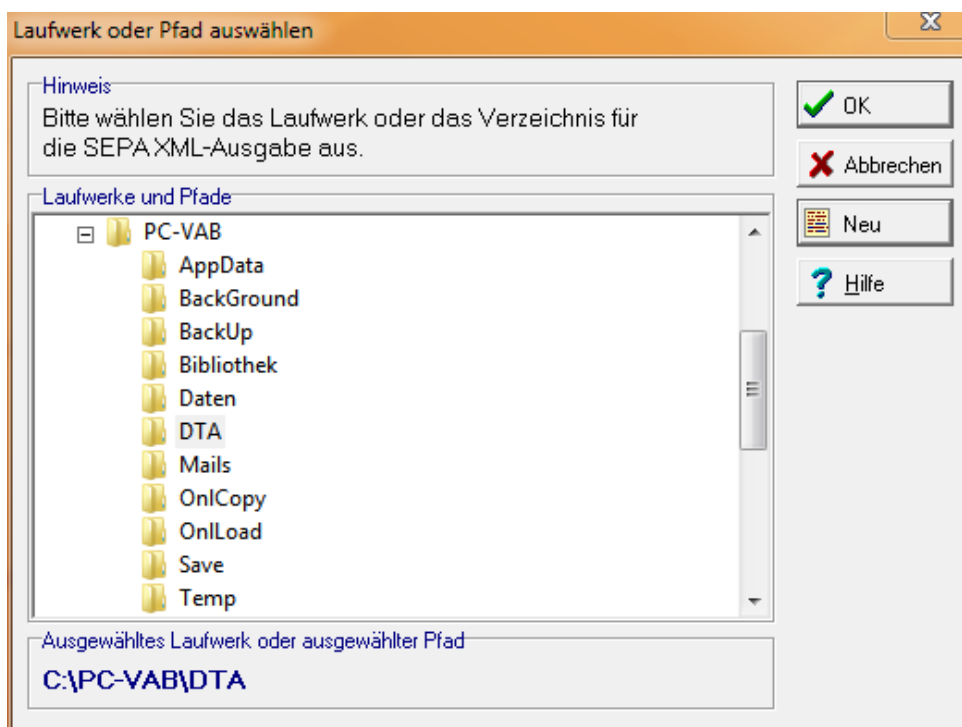 Laufwerk oder Pfad auswählen
Hinweis
Bitte wählen Sie das Laufwerk oder das Verzeichnis für
die SEPA XML-Ausgabe aus.
OK
Abbrechen
Neu
Hilfe
Laufwerke und Pfade
PC-VAB
AppData
BackGround
BackUp
Bibliothek
Daten
DTA
Mails
OnlCopy
OnlLoad
Save
Temp
Ausgewähltes Laufwerk oder ausgewählter Pfad
C:\PC-VAB\DTA